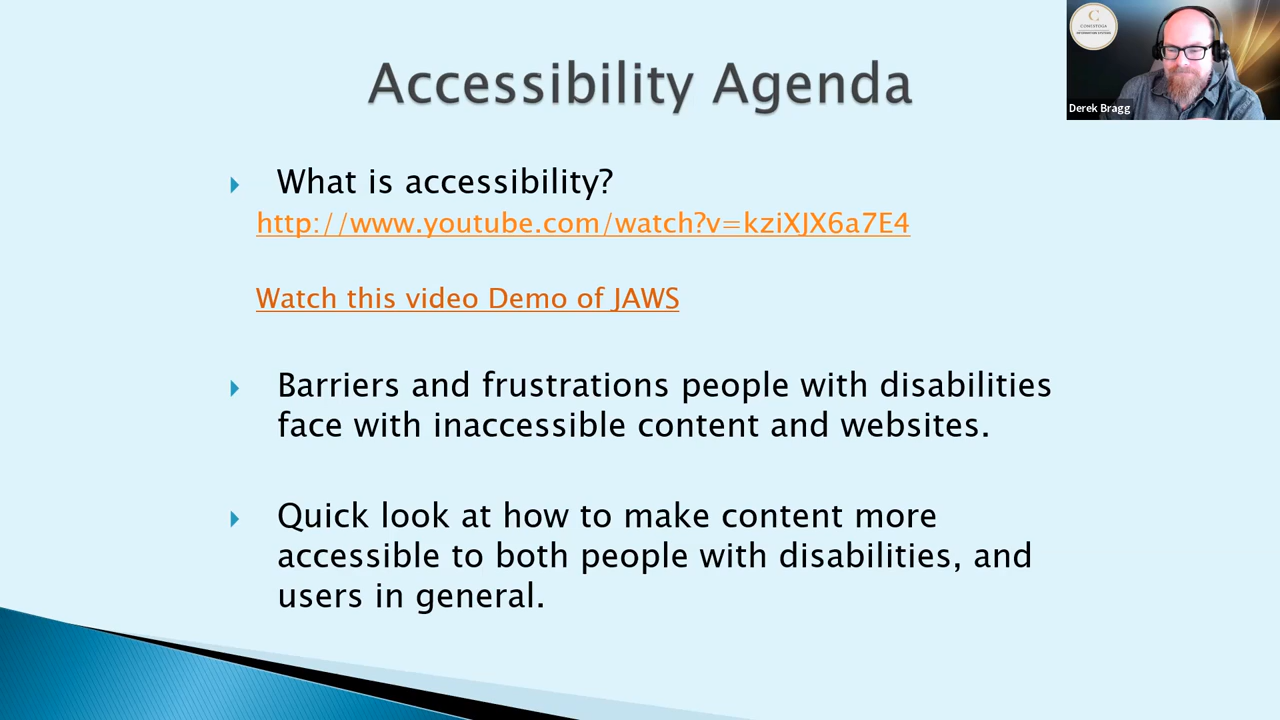 Accessibility Agenda
What is accessibility?
http://www.youtube.com/watch?v=kziXJX6a7E4
Watch this video Demo of JAWS
Barriers and frustrations people with disabilities
face with inaccessible content and websites.
Quick look at how to make content more
accessible to both people with disabilities, and
users in general.
C
CONESTOGA
Derek Bragg